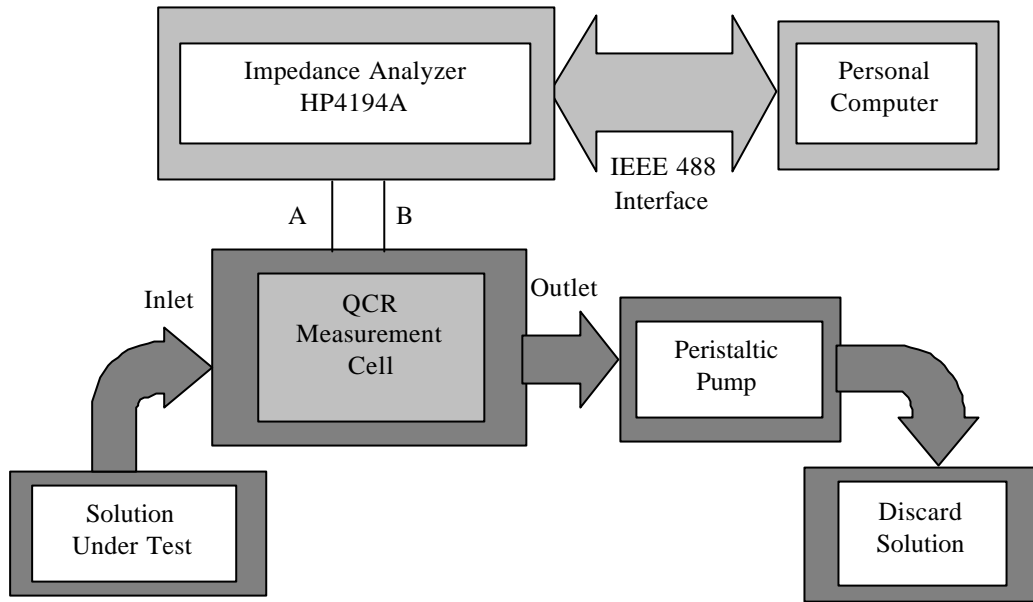 Impedance Analyzer
HP4194A
Personal
Computer
IEEE 488
Interface
A
B
Inlet
QCR
Measurement
Cell
Outlet
Peristaltic
Pump
Solution
Under Test
Discard
Solution